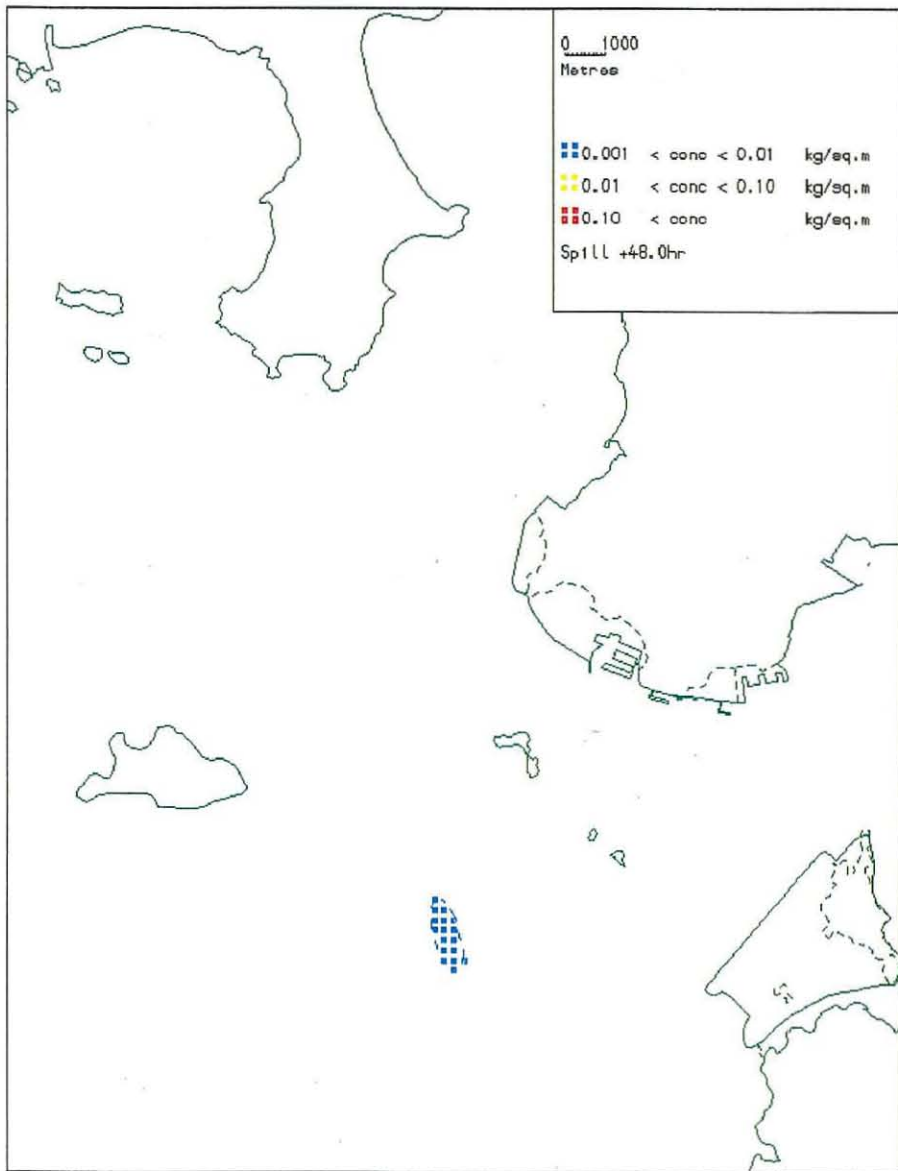 0 1000
Metres
0.001 < conc < 0.01 kg/sq.m
0.01 < conc < 0.10 kg/sq.m
0.10 < conc kg/sq.m
Spill +48.0hr